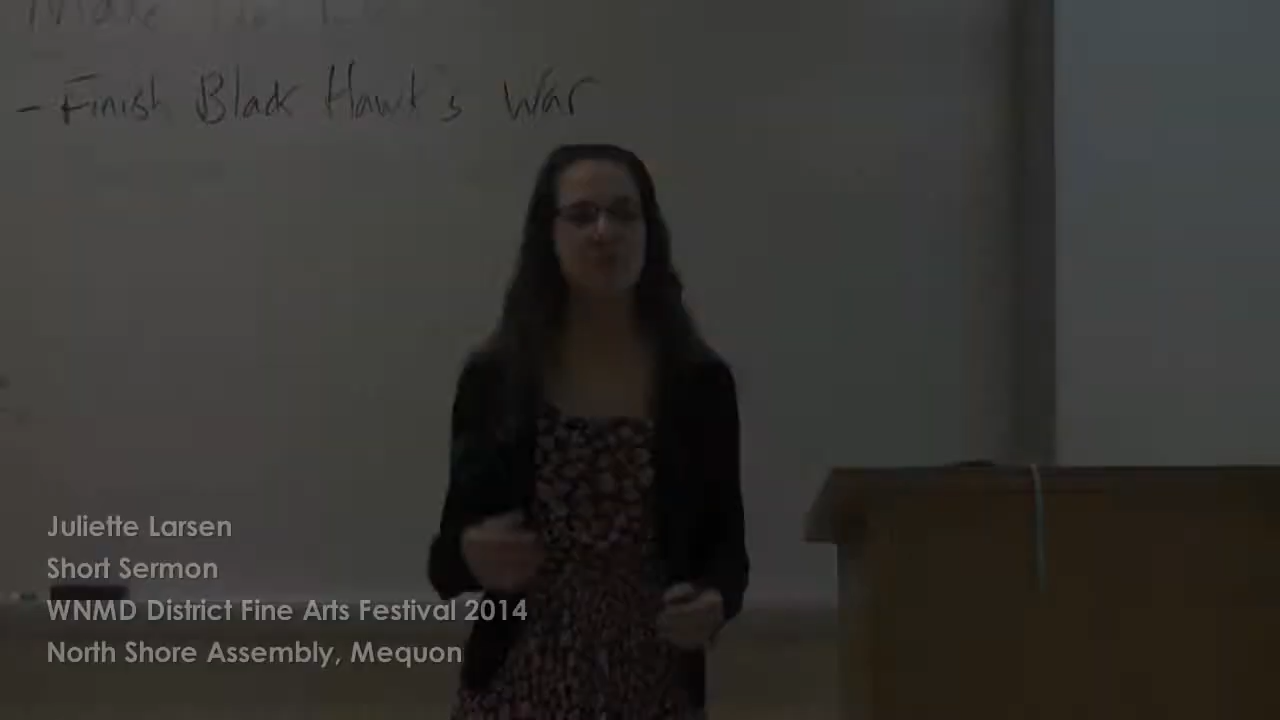 - Finish Black Hawk's War
Juliette Larsen
Short Sermon
WNMD District Fine Arts Festival 2014
North Shore Assembly, Mequon